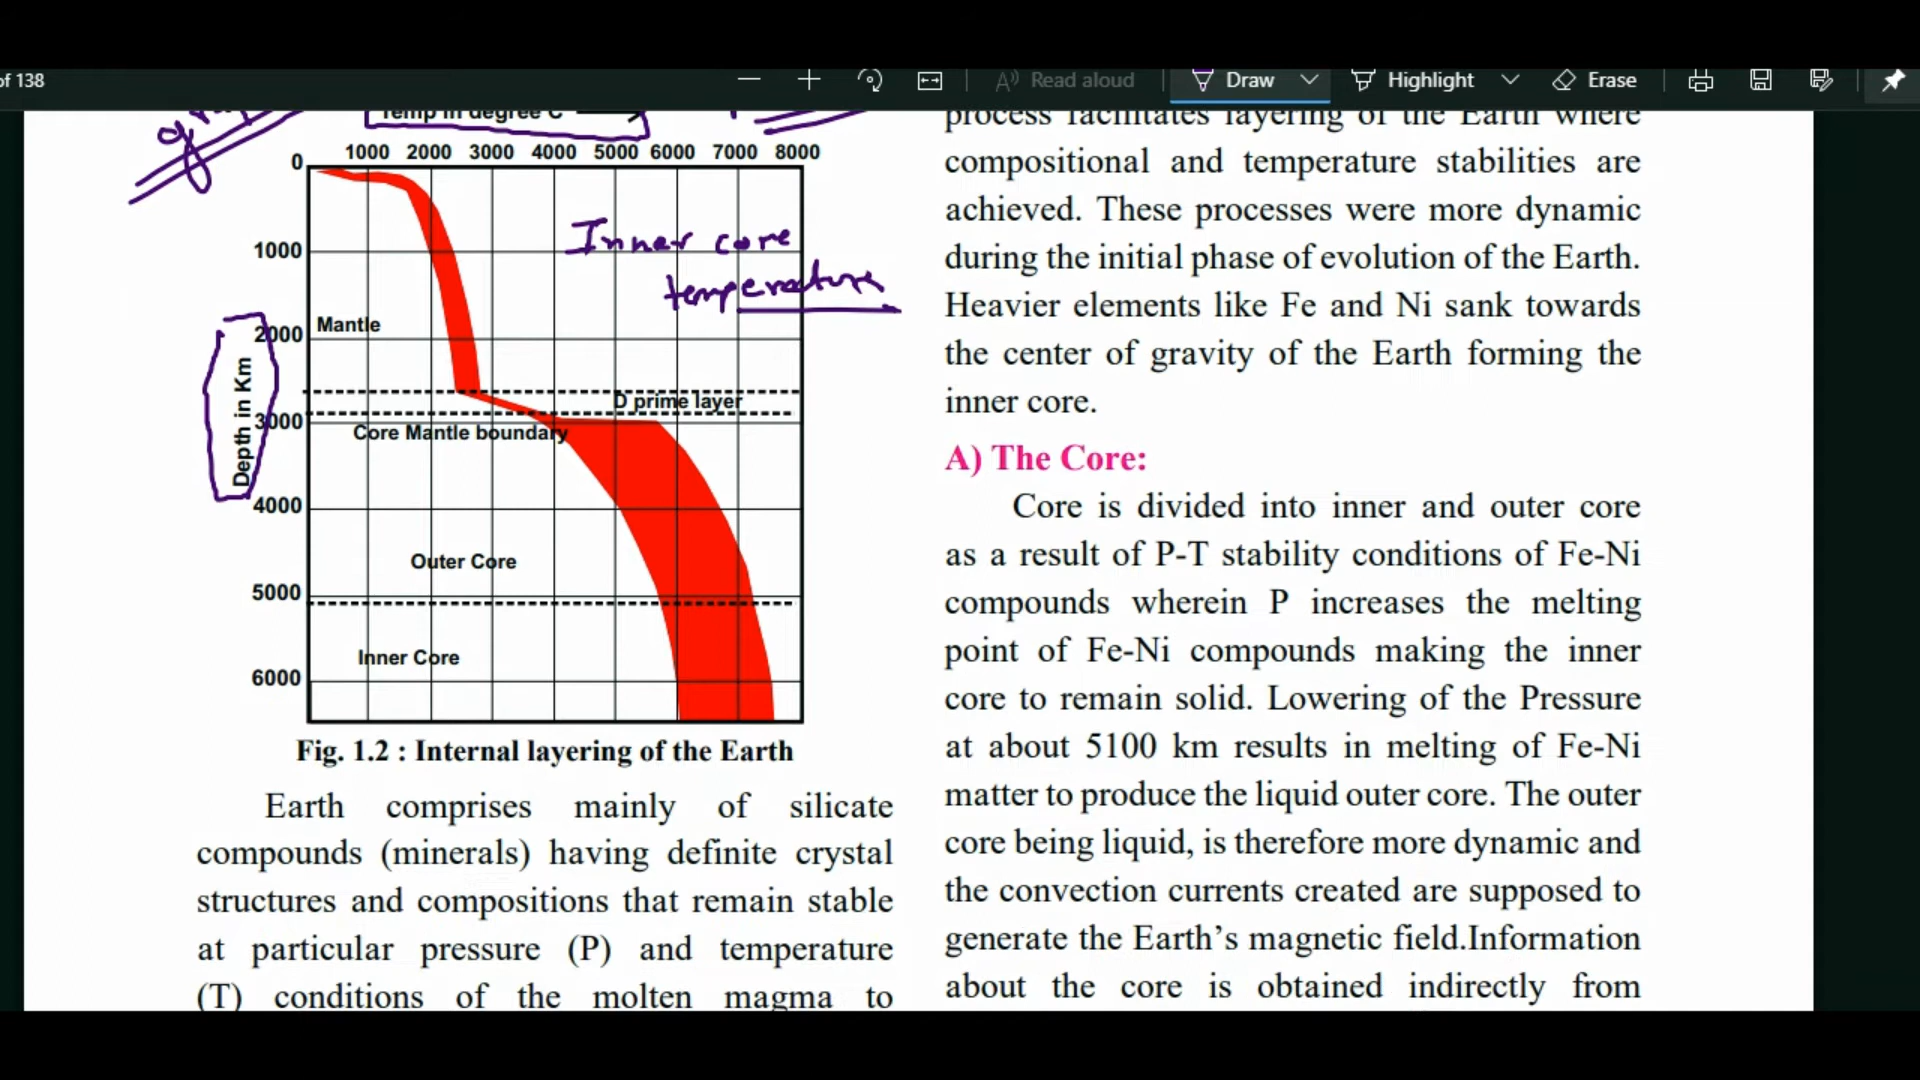 of 138
Read aloud
Draw
Highlight
Erase
Temp in degree C
1000 2000 3000 4000 5000 6000 7000 8000
0
1000
2000
3000
4000
5000
6000
Depth in Km
Inner core
temperature
Mantle
D prime layer
Core Mantle boundary
Outer Core
Inner Core
Fig. 1.2 : Internal layering of the Earth
Earth comprises mainly of silicate
compounds (minerals) having definite crystal
structures and compositions that remain stable
at particular pressure (P) and temperature
(T) conditions of the molten magma to
process facilitates layering of the Earth where
compositional and temperature stabilities are
achieved. These processes were more dynamic
during the initial phase of evolution of the Earth.
Heavier elements like Fe and Ni sank towards
the center of gravity of the Earth forming the
inner core.
A) The Core:
Core is divided into inner and outer core
as a result of P-T stability conditions of Fe-Ni
compounds wherein P increases the melting
point of Fe-Ni compounds making the inner
core to remain solid. Lowering of the Pressure
at about 5100 km results in melting of Fe-Ni
matter to produce the liquid outer core. The outer
core being liquid, is therefore more dynamic and
the convection currents created are supposed to
generate the Earth’s magnetic field.Information
about the core is obtained indirectly from